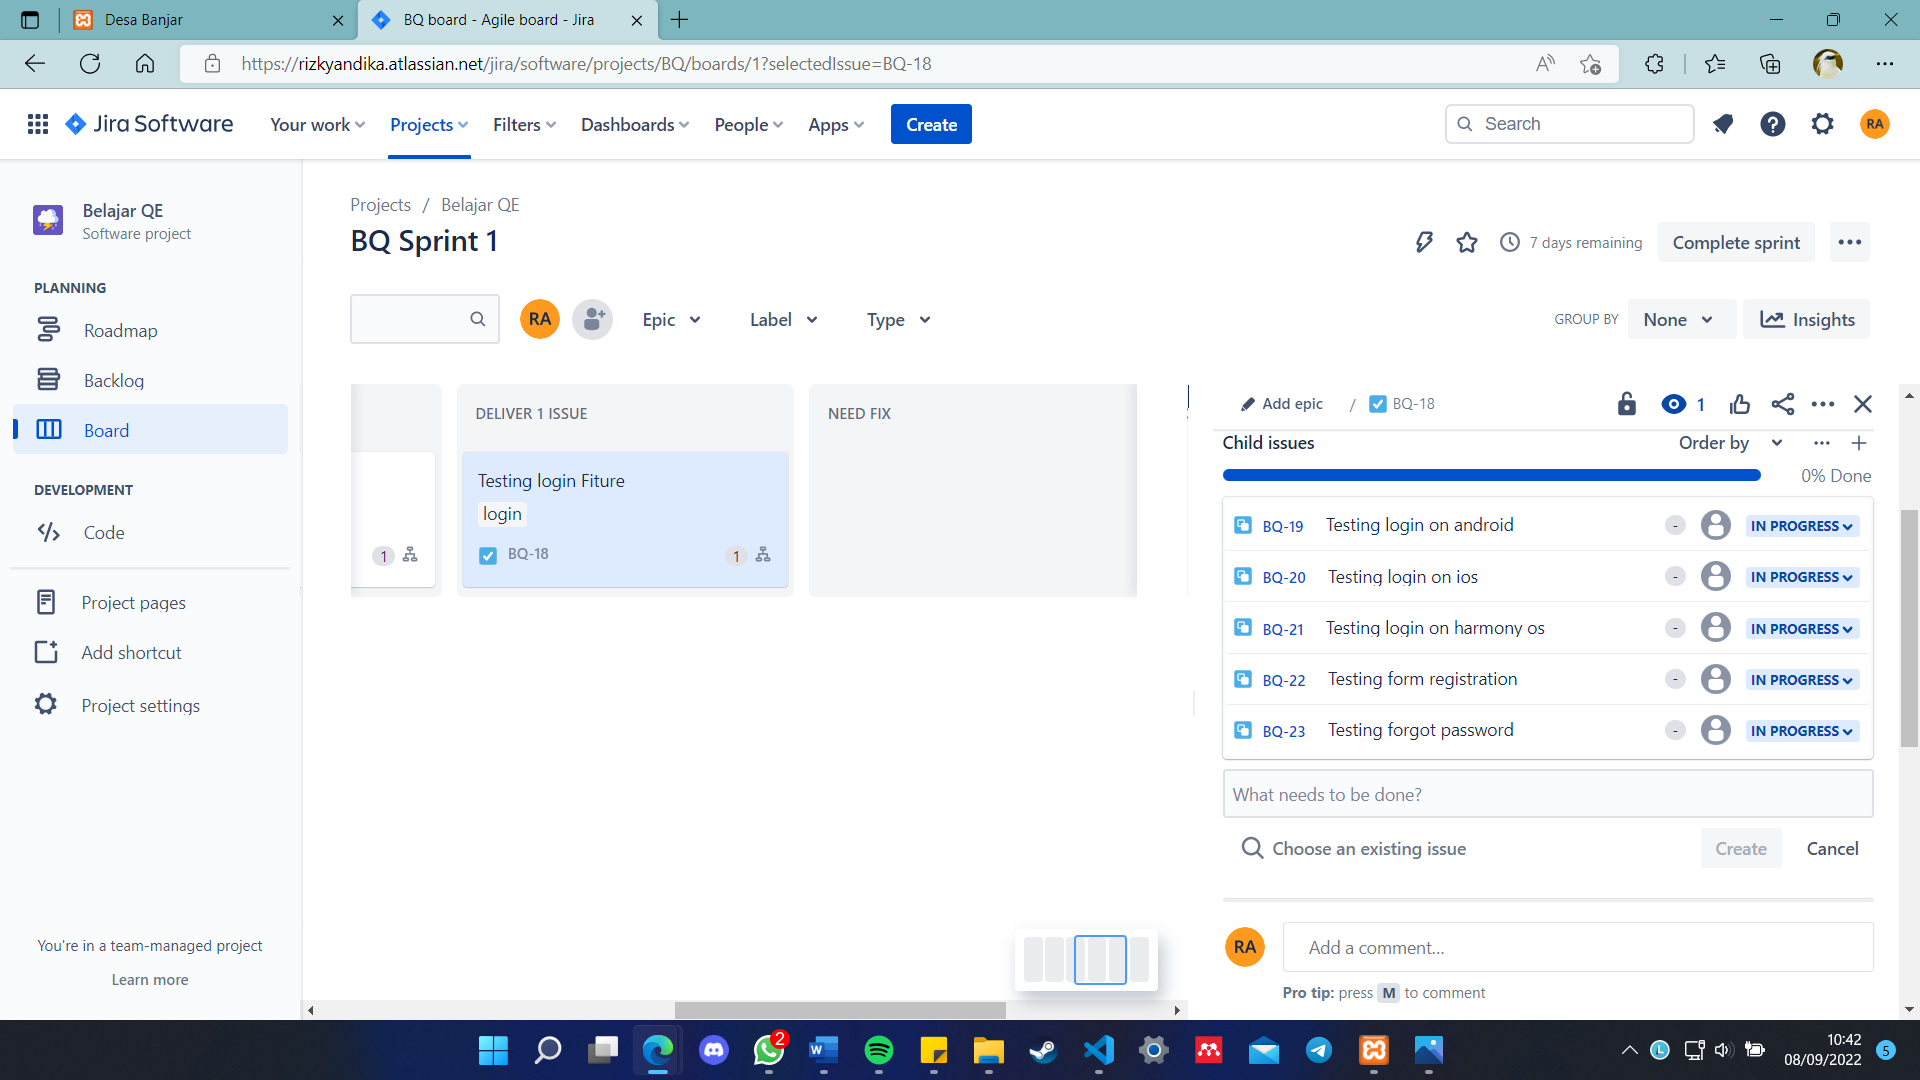 Desa Banjar
BQ board - Agile board - Jira
https://rizkyandika.atlassian.net/jira/software/projects/BQ/boards/1?selectedIssue=BQ-18
Jira Software
Your work
Projects
Filters
Dashboards
People
Apps
Create
Search
RA
Belajar QE
Software project
PLANNING
Roadmap
Backlog
Board
DEVELOPMENT
Code
Project pages
Add shortcut
Project settings
You're in a team-managed project
Learn more
Projects / Belajar QE
BQ Sprint 1
7 days remaining
Complete sprint
RA
Epic
Label
Type
GROUP BY
None
Insights
1
DELIVER 1 ISSUE
Testing login Fiture
login
BQ-18
1
NEED FIX
Add epic / BQ-18
1
Child issues
Order by
0% Done
BQ-19 Testing login on android - IN PROGRESS
BQ-20 Testing login on ios - IN PROGRESS
BQ-21 Testing login on harmony os - IN PROGRESS
BQ-22 Testing form registration - IN PROGRESS
BQ-23 Testing forgot password - IN PROGRESS
What needs to be done?
Choose an existing issue
Create
Cancel
RA
Add a comment...
Pro tip: press M to comment
2
10:42
08/09/2022
5